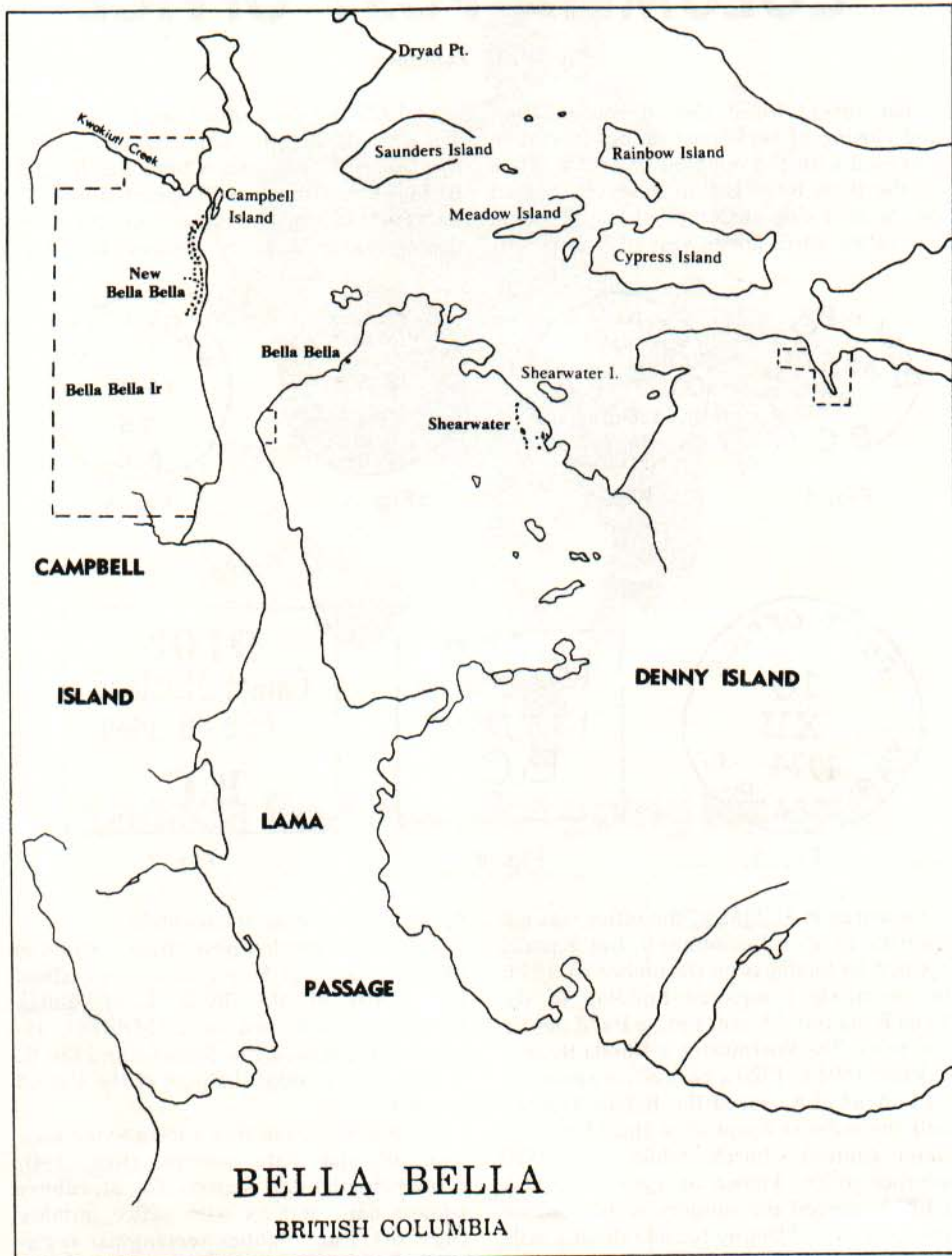 Dryad Pt.
Kwakiutl Creek
Saunders Island
Rainbow Island
Campbell
Island
Meadow Island
Cypress Island
New
Bella Bella
Bella Bella
Shearwater I.
Bella Bella Ir
Shearwater
CAMPBELL
ISLAND
DENNY ISLAND
LAMA
PASSAGE
BELLA BELLA
BRITISH COLUMBIA